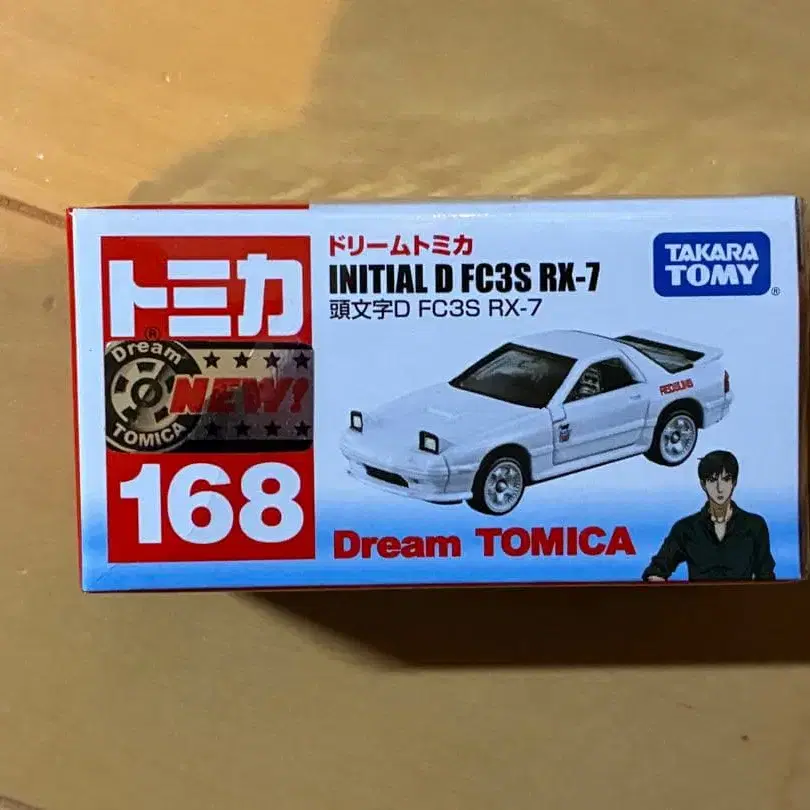 トミカ
®
Dream
NEW!
TOMICA
168
ドリームトミカ
INITIAL D FC3S RX-7
頭文字D FC3S RX-7
TAKARA
TOMY
®
REDSUNS
Dream TOMICA